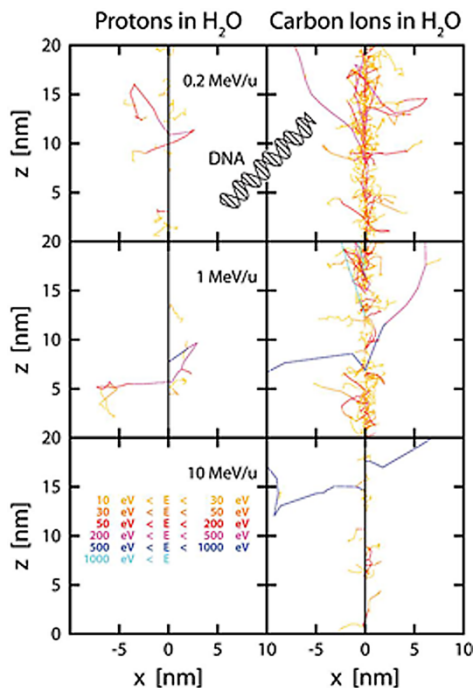 Protons in H2O Carbon Ions in H2O
20
0.2 MeV/u
15
z [nm]
10
DNA
5
20
1 MeV/u
15
z [nm]
10
5
20
10 MeV/u
15
10 eV < E < 30 eV
30 eV < E < 50 eV
50 eV < E < 200 eV
200 eV < E < 500 eV
500 eV < E < 1000 eV
1000 eV < E
z [nm]
10
5
0
-5 0 5 10 -5 0 5 10
x [nm] x [nm]